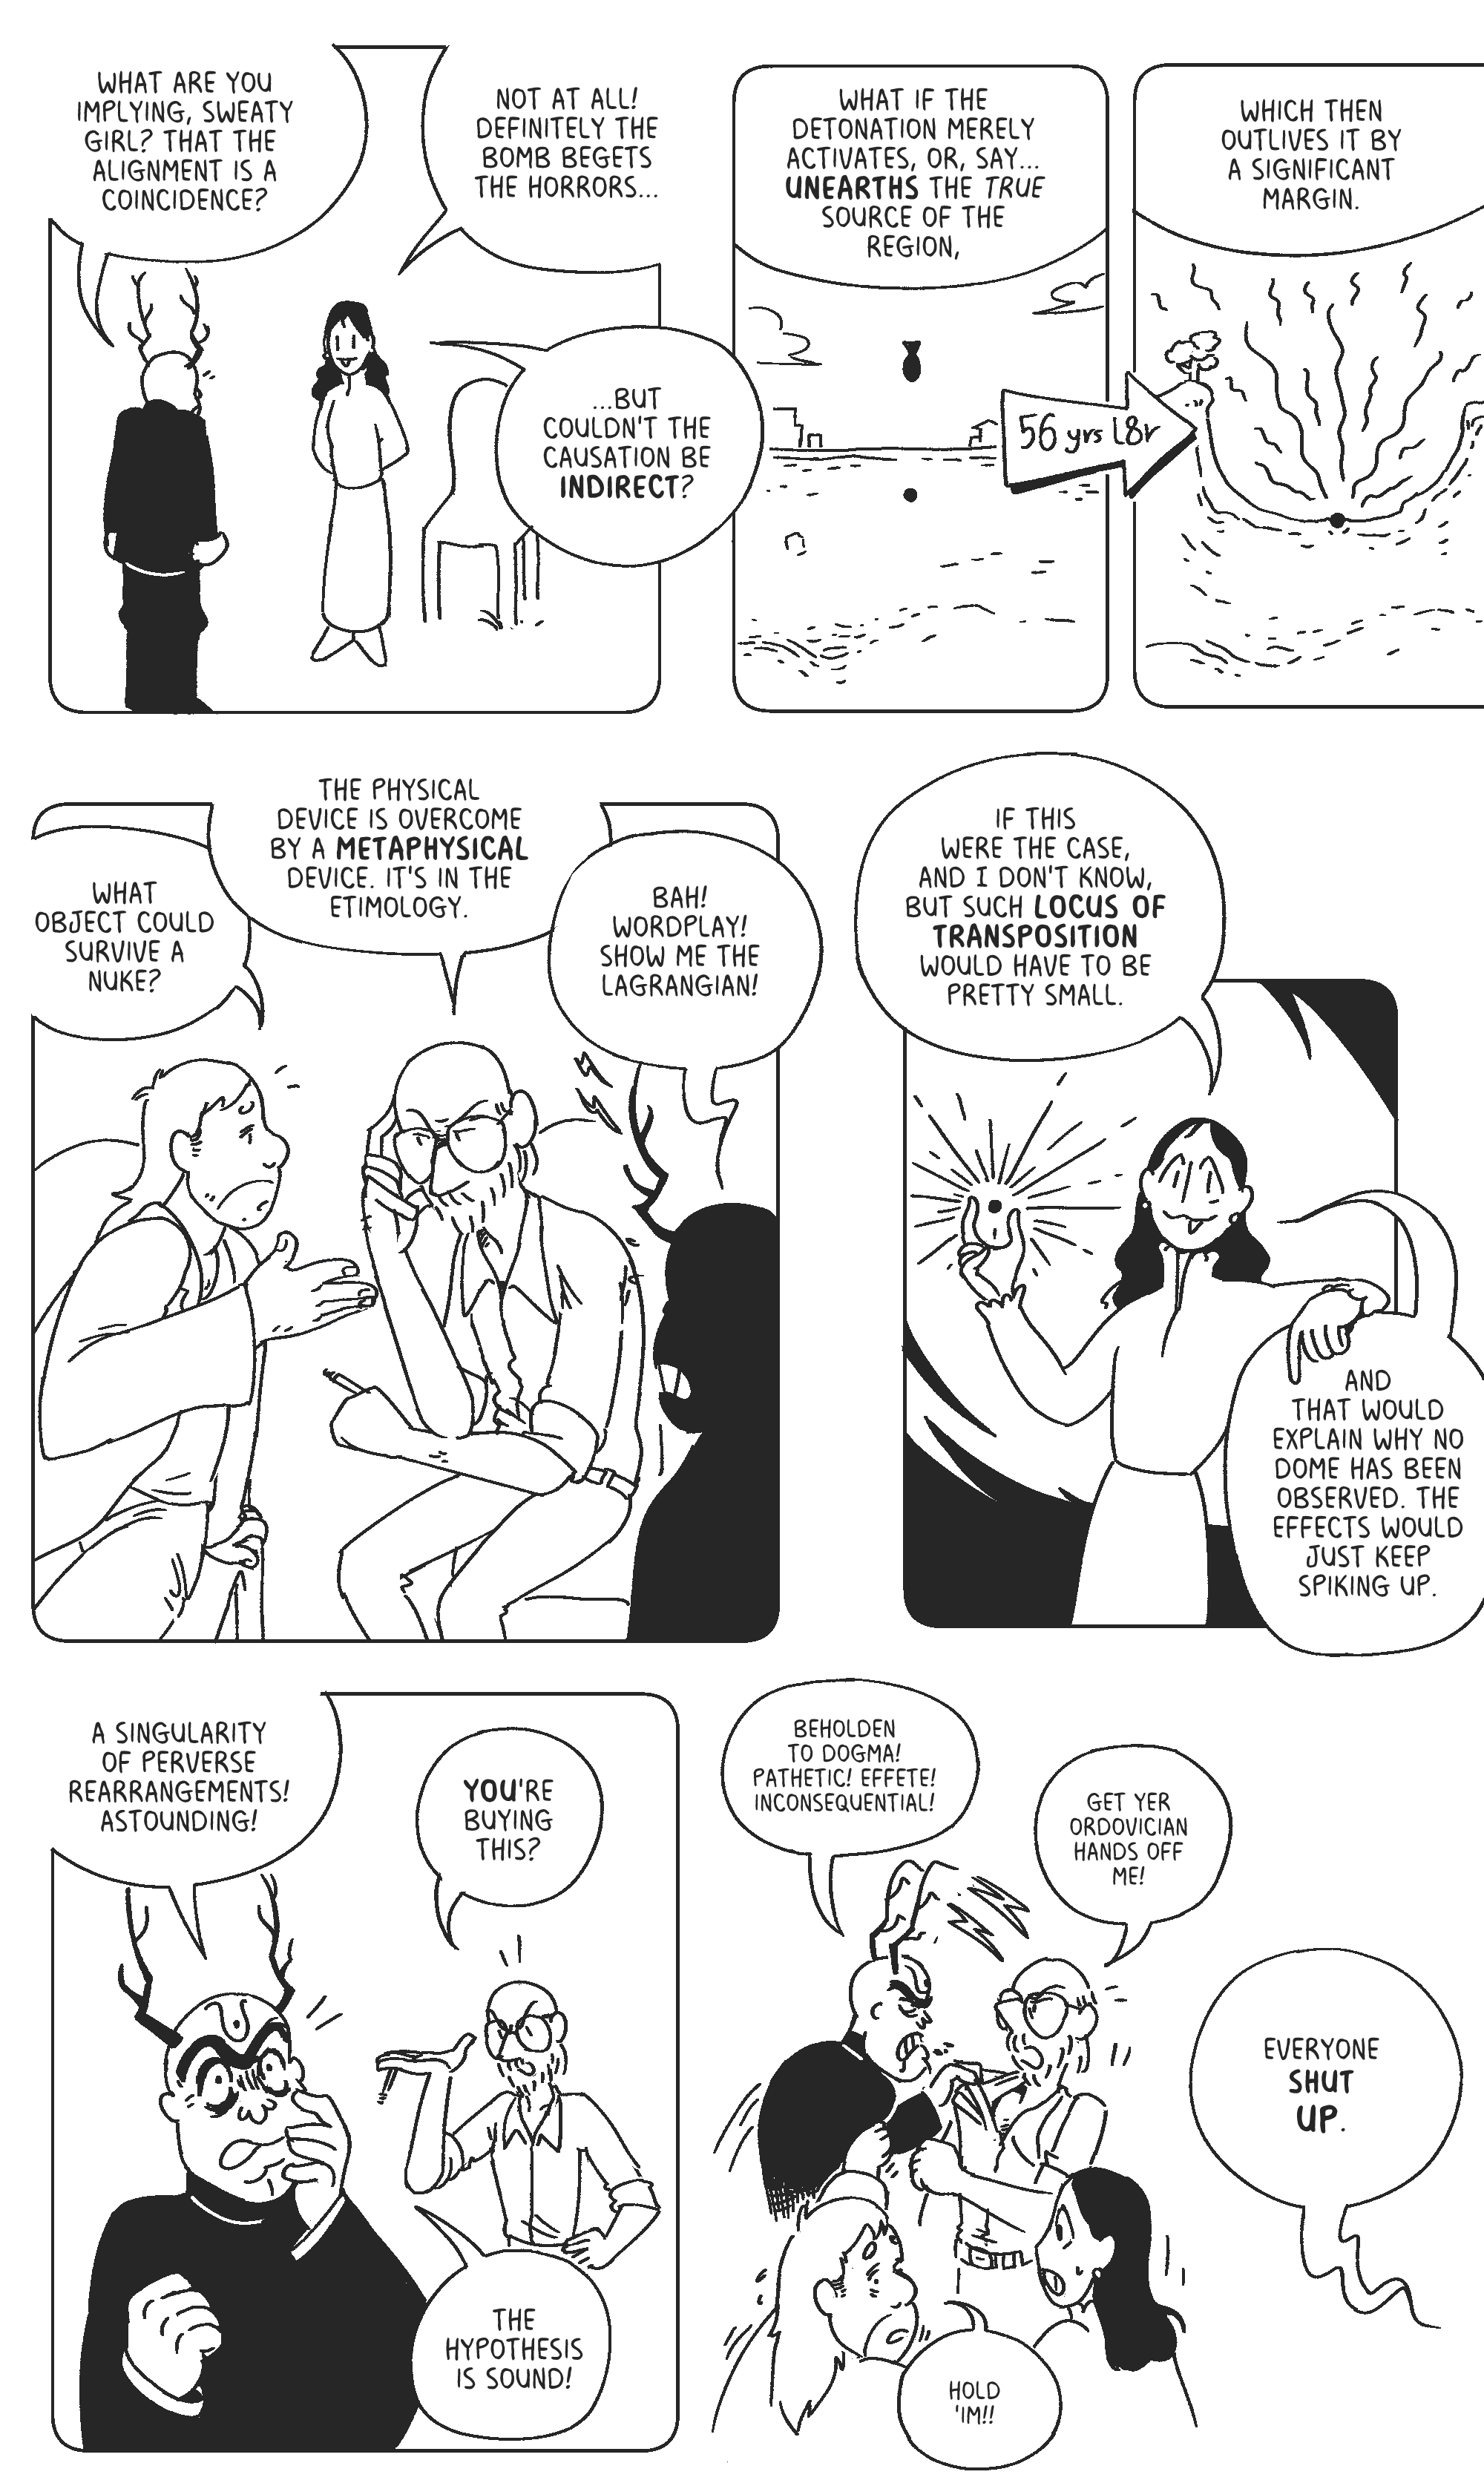 WHAT ARE YOU
IMPLYING, SWEATY
GIRL? THAT THE
ALIGNMENT IS A
COINCIDENCE?
NOT AT ALL!
DEFINITELY THE
BOMB BEGETS
THE HORRORS...
...BUT
COULDN'T THE
CAUSATION BE
INDIRECT?
WHAT IF THE
DETONATION MERELY
ACTIVATES, OR, SAY...
UNEARTHS THE TRUE
SOURCE OF THE
REGION,
56 yrs L8r
WHICH THEN
OUTLIVES IT BY
A SIGNIFICANT
MARGIN.
WHAT
OBJECT COULD
SURVIVE A
NUKE?
THE PHYSICAL
DEVICE IS OVERCOME
BY A METAPHYSICAL
DEVICE. IT'S IN THE
ETIMOLOGY.
BAH!
WORDPLAY!
SHOW ME THE
LAGRANGIAN!
IF THIS
WERE THE CASE,
AND I DON'T KNOW,
BUT SUCH LOCUS OF
TRANSPOSITION
WOULD HAVE TO BE
PRETTY SMALL.
AND
THAT WOULD
EXPLAIN WHY NO
DOME HAS BEEN
OBSERVED. THE
EFFECTS WOULD
JUST KEEP
SPIKING UP.
A SINGULARITY
OF PERVERSE
REARRANGEMENTS!
ASTOUNDING!
YOU'RE
BUYING
THIS?
THE
HYPOTHESIS
IS SOUND!
BEHOLDEN
TO DOGMA!
PATHETIC! EFFETE!
INCONSEQUENTIAL!
GET YER
ORDOVICIAN
HANDS OFF
ME!
HOLD
'IM!!
EVERYONE
SHUT
UP.